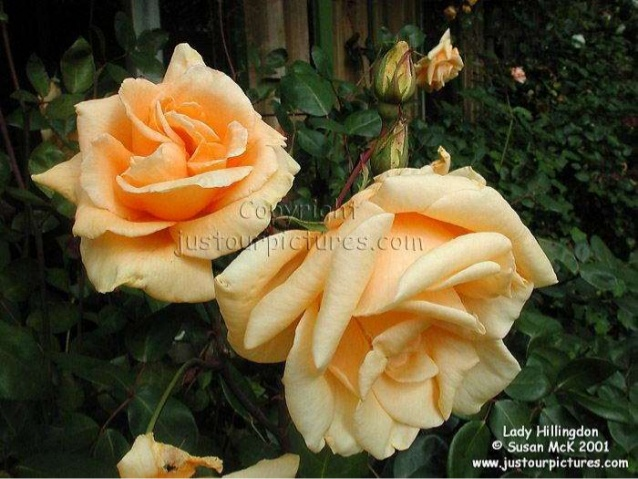 Copyright
justourpictures.com
Lady Hillingdon
© Susan McK 2001
www.justourpictures.com